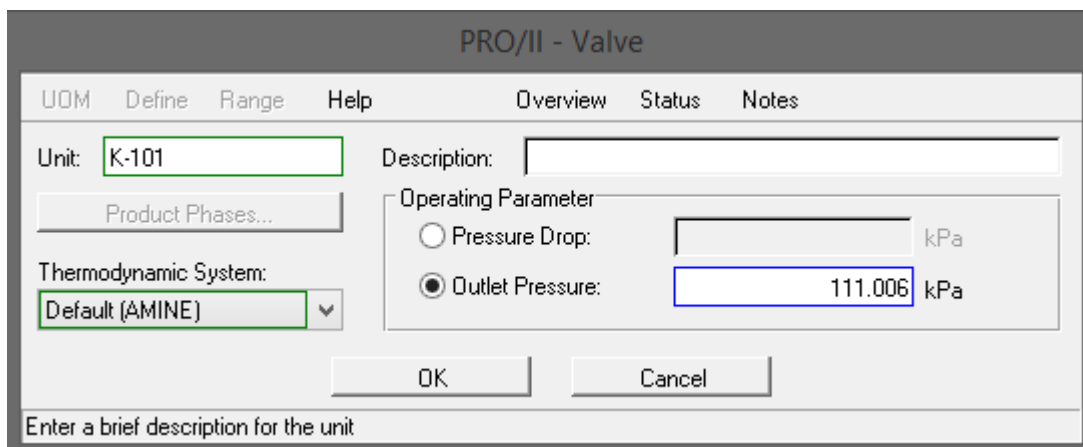 PRO/II - Valve
UOM Define Range Help Overview Status Notes
Unit: K-101 Description:
Product Phases... Operating Parameter
Pressure Drop: kPa
Thermodynamic System:
Outlet Pressure: 111.006 kPa
Default (AMINE)
OK Cancel
Enter a brief description for the unit